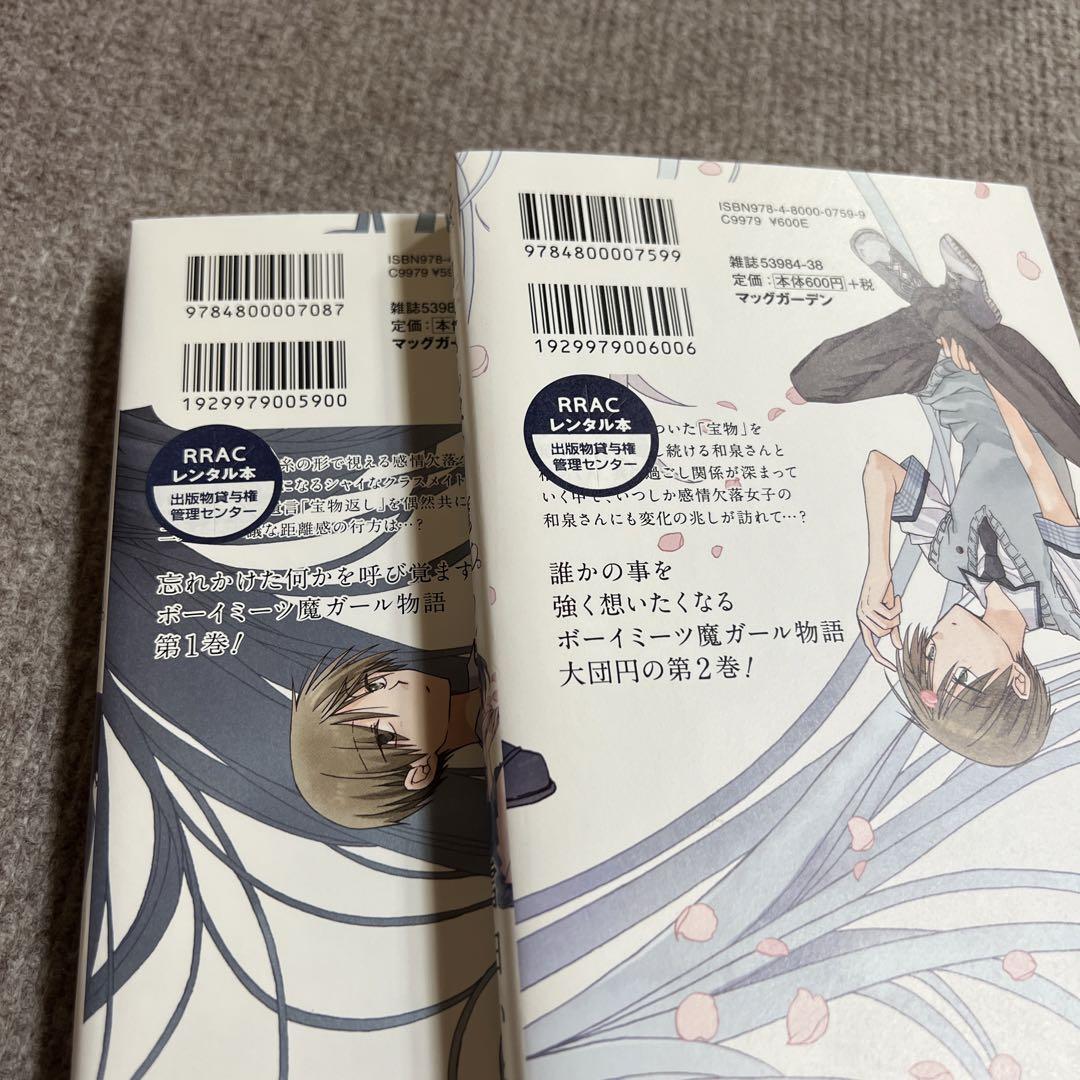 ISBN978-
C9979 ¥59
9784800007087
雑誌5398
定価:本体
マッグガー
1929979005900
RRAC
レンタル本
出版物貸与権
管理センター
糸の形で視える感情欠落
になるシャイなクラスメイト
言「宝物返し」を偶然共に
な距離感の行方は…?
忘れかけた何かを呼び覚ます
ボーイミーツ魔ガール物語
第1巻!
ISBN978-4-8000-0759-9
C9979 ¥600E
9784800007599
雑誌53984-38
定価:本体600円+税
マッグガーデン
1929979006006
RRAC
レンタル本
出版物貸与権
管理センター
ついた「宝物」を
し続ける和泉さんと
過ごし関係が深まって
いく中で、いつしか感情欠落女子の
和泉さんにも変化の兆しが訪れて…?
誰かの事を
強く想いたくなる
ボーイミーツ魔ガール物語
大団円の第2巻!